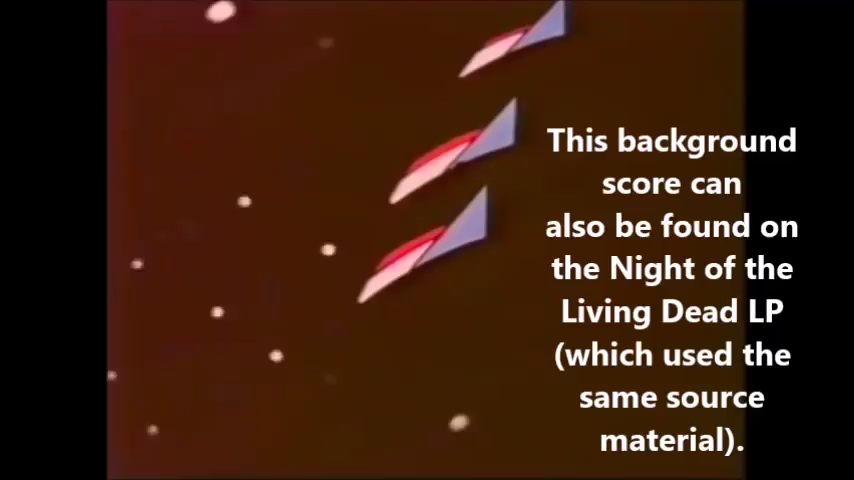 This background
score can
also be found on
the Night of the
Living Dead LP
(which used the
same source
material).